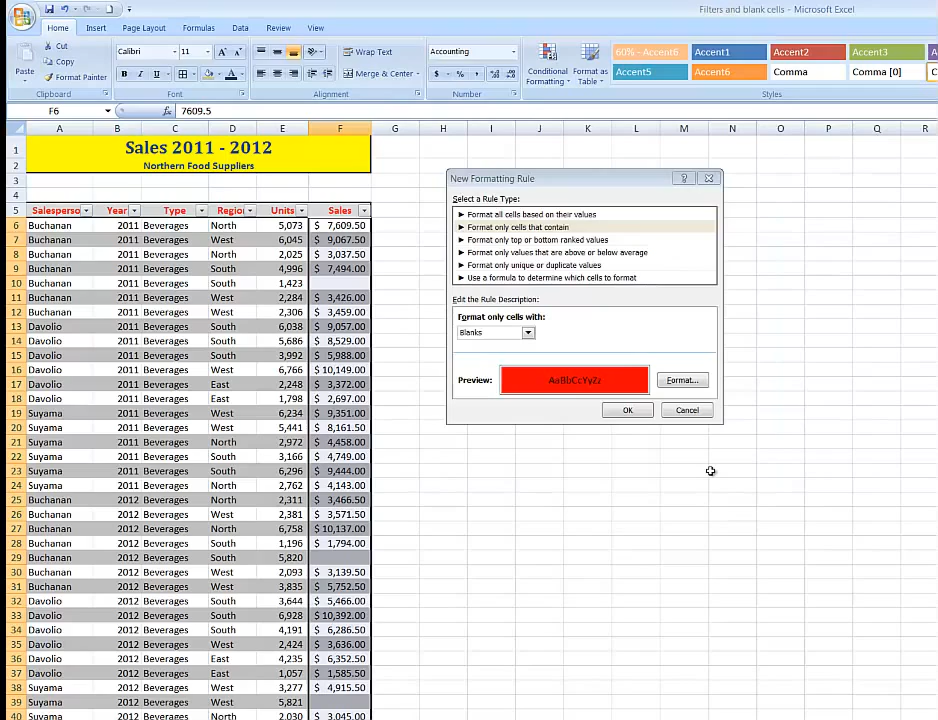 Filters and blank cells - Microsoft Excel
Home Insert Page Layout Formulas Data Review View
Paste Cut Copy Format Painter Clipboard
Calibri 11 Font
Wrap Text Merge & Center Alignment
Accounting $ % , Number
Conditional Formatting Format as Table
60% - Accent6 Accent1 Accent2 Accent3
Accent5 Accent6 Comma Comma [0]
Styles
F6 fx 7609.5
A B C D E F G H I J K L M N O P Q R
1 Sales 2011 - 2012
2 Northern Food Suppliers
3
4
5 Salesperso Year Type Regio Units Sales
6 Buchanan 2011 Beverages North 5,073 $ 7,609.50
7 Buchanan 2011 Beverages West 6,045 $ 9,067.50
8 Buchanan 2011 Beverages North 2,025 $ 3,037.50
9 Buchanan 2011 Beverages South 4,996 $ 7,494.00
10 Buchanan 2011 Beverages South 1,423
11 Buchanan 2011 Beverages West 2,284 $ 3,426.00
12 Buchanan 2011 Beverages West 2,306 $ 3,459.00
13 Davolio 2011 Beverages South 6,038 $ 9,057.00
14 Davolio 2011 Beverages South 5,686 $ 8,529.00
15 Davolio 2011 Beverages South 3,992 $ 5,988.00
16 Davolio 2011 Beverages West 6,766 $ 10,149.00
17 Davolio 2011 Beverages East 2,248 $ 3,372.00
18 Davolio 2011 Beverages East 1,798 $ 2,697.00
19 Suyama 2011 Beverages West 6,234 $ 9,351.00
20 Suyama 2011 Beverages West 5,441 $ 8,161.50
21 Suyama 2011 Beverages North 2,972 $ 4,458.00
22 Suyama 2011 Beverages South 3,166 $ 4,749.00
23 Suyama 2011 Beverages South 6,296 $ 9,444.00
24 Suyama 2011 Beverages North 2,762 $ 4,143.00
25 Buchanan 2012 Beverages North 2,311 $ 3,466.50
26 Buchanan 2012 Beverages West 2,381 $ 3,571.50
27 Buchanan 2012 Beverages North 6,758 $ 10,137.00
28 Buchanan 2012 Beverages South 1,196 $ 1,794.00
29 Buchanan 2012 Beverages South 5,820
30 Buchanan 2012 Beverages West 2,093 $ 3,139.50
31 Buchanan 2012 Beverages West 3,835 $ 5,752.50
32 Davolio 2012 Beverages South 3,644 $ 5,466.00
33 Davolio 2012 Beverages South 6,928 $ 10,392.00
34 Davolio 2012 Beverages South 4,191 $ 6,286.50
35 Davolio 2012 Beverages West 2,424 $ 3,636.00
36 Davolio 2012 Beverages East 4,235 $ 6,352.50
37 Davolio 2012 Beverages East 1,057 $ 1,585.50
38 Suyama 2012 Beverages West 3,277 $ 4,915.50
39 Suyama 2012 Beverages West 5,821
40 Suyama 2012 Beverages North 2,030 $ 3,045.00
New Formatting Rule
Select a Rule Type:
► Format all cells based on their values
► Format only cells that contain
► Format only top or bottom ranked values
► Format only values that are above or below average
► Format only unique or duplicate values
► Use a formula to determine which cells to format
Edit the Rule Description:
Format only cells with:
Blanks
Preview: AaBbCcYyZz Format...
OK Cancel